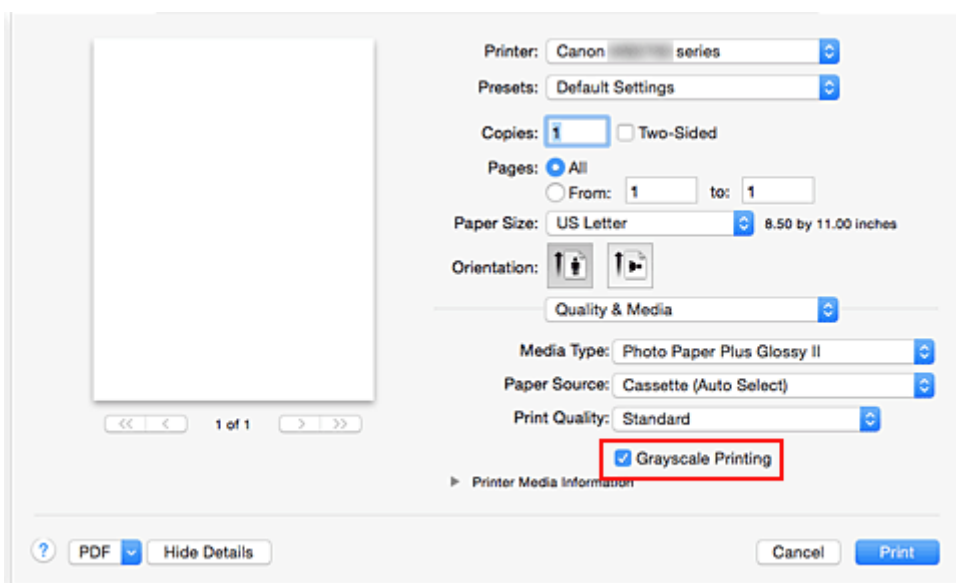 Printer: Canon series
Presets: Default Settings
Copies: 1 Two-Sided
Pages: All
From: 1 to: 1
Paper Size: US Letter 8.50 by 11.00 inches
Orientation:
Quality & Media
Media Type: Photo Paper Plus Glossy II
Paper Source: Cassette (Auto Select)
Print Quality: Standard
<< < 1 of 1 > >>
Grayscale Printing
Printer Media Information
? PDF Hide Details Cancel Print